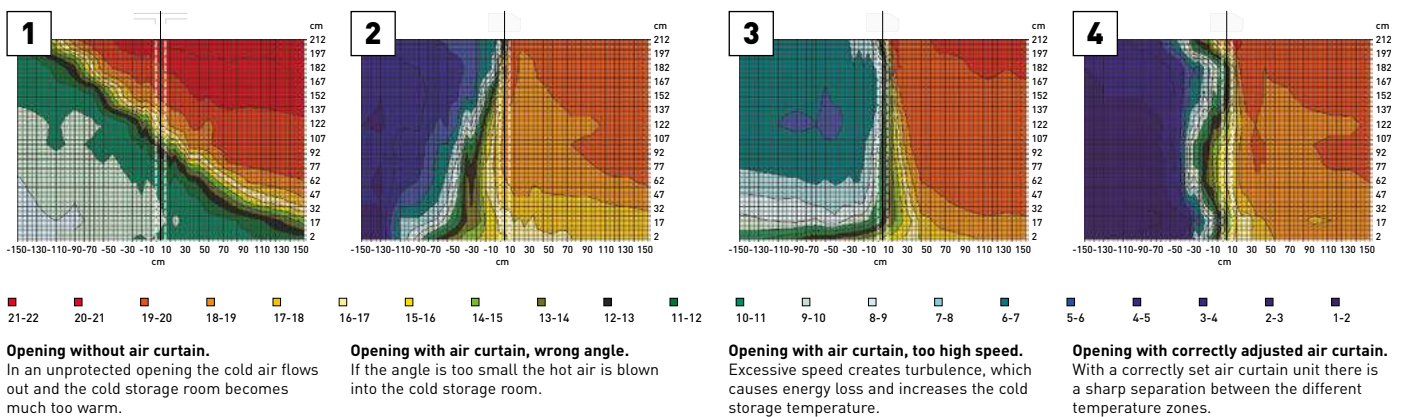 1
2
3
4
cm
212
197
182
167
152
137
122
107
92
77
62
47
32
17
2
-150-130-110-90-70 -50 -30 -10 10 30 50 70 90 110 130 150
cm
cm
212
197
182
167
152
137
122
107
92
77
62
47
32
17
2
-150-130-110-90-70 -50 -30 -10 10 30 50 70 90 110 130 150
cm
cm
212
197
182
167
152
137
122
107
92
77
62
47
32
17
2
-150-130-110-90-70 -50 -30 -10 10 30 50 70 90 110 130 150
cm
cm
212
197
182
167
152
137
122
107
92
77
62
47
32
17
2
-150-130-110-90-70 -50 -30 -10 10 30 50 70 90 110 130 150
cm
21-22 20-21 19-20 18-19 17-18 16-17 15-16 14-15 13-14 12-13 11-12 10-11 9-10 8-9 7-8 6-7 5-6 4-5 3-4 2-3 1-2
Opening without air curtain.
In an unprotected opening the cold air flows
out and the cold storage room becomes
much too warm.
Opening with air curtain, wrong angle.
If the angle is too small the hot air is blown
into the cold storage room.
Opening with air curtain, too high speed.
Excessive speed creates turbulence, which
causes energy loss and increases the cold
storage temperature.
Opening with correctly adjusted air curtain.
With a correctly set air curtain unit there is
a sharp separation between the different
temperature zones.